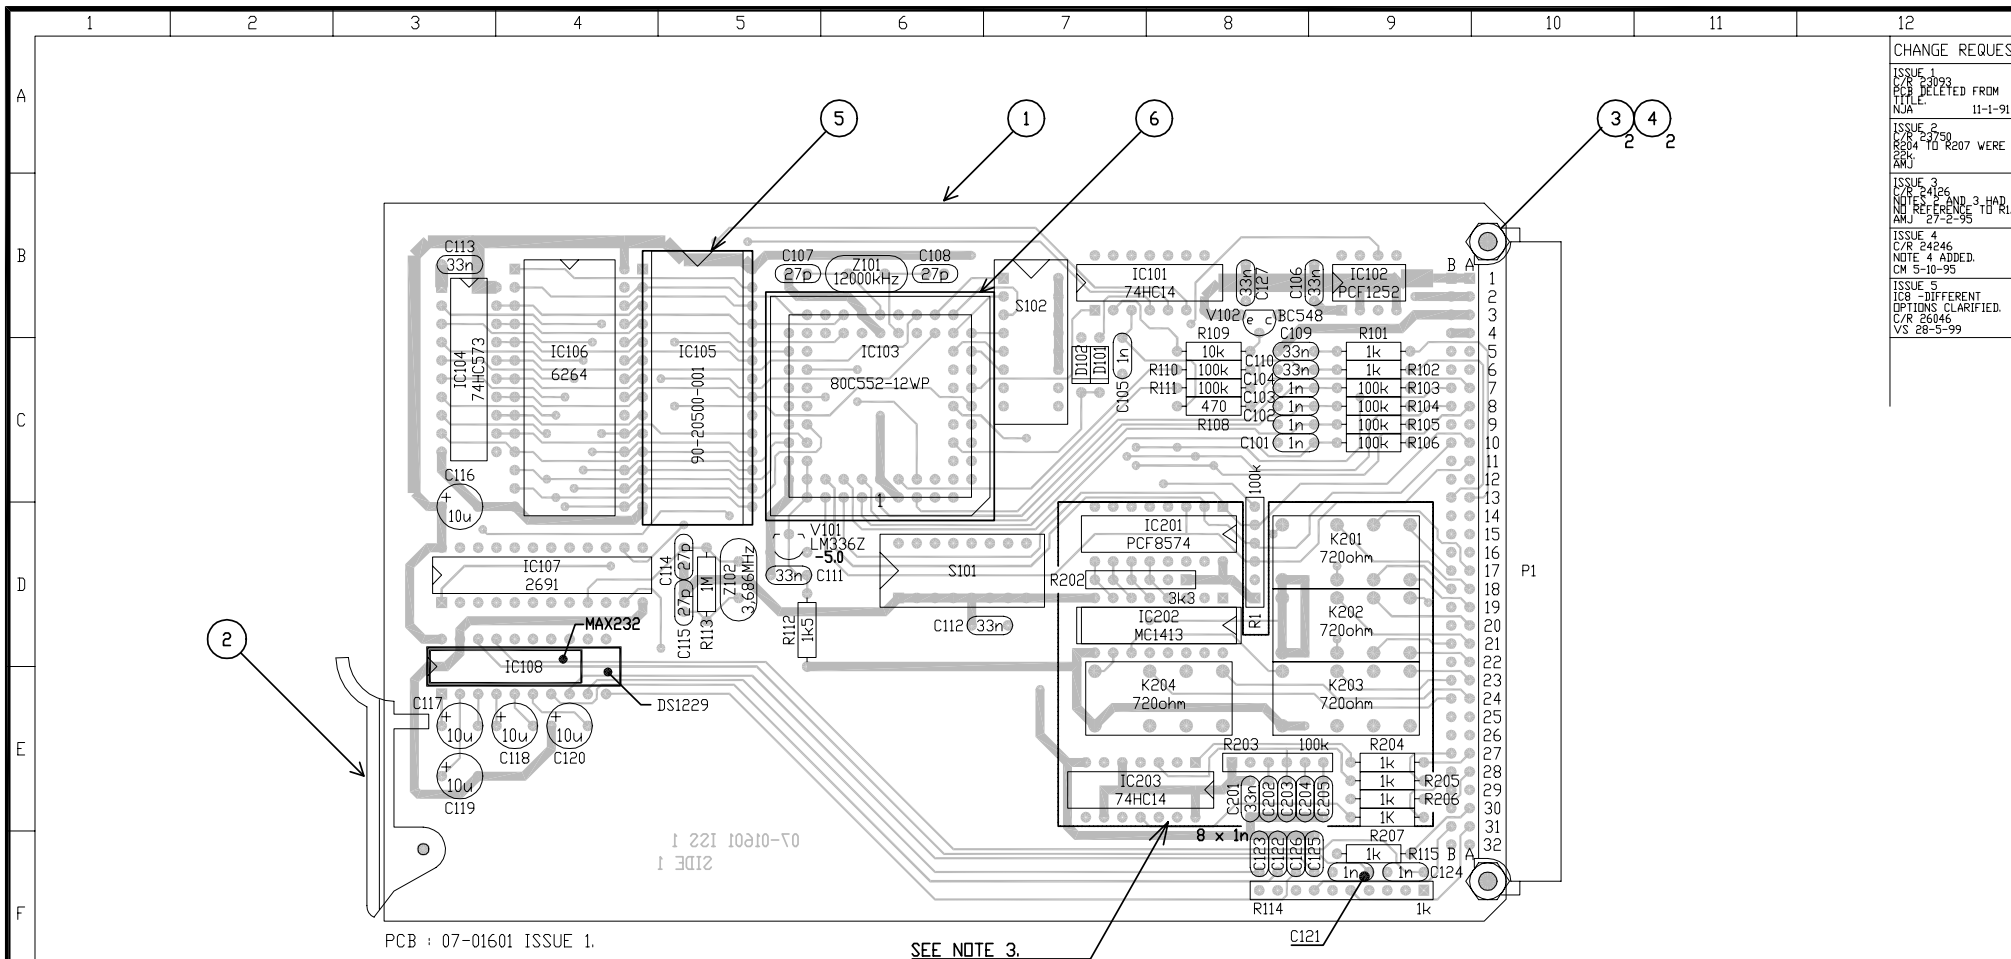 1 2 3 4 5 6 7 8 9 10 11 12
CHANGE REQUES
ISSUE 1
C/R 23093
PCB DELETED FROM
TITLE.
NJA 11-1-91
ISSUE 2
C/R 23750
R204 TO R207 WERE
22k.
AMJ
ISSUE 3
C/R 24126
NOTES 2 AND 3 HAD
NO REFERENCE TO R1
AMJ 27-2-95
ISSUE 4
C/R 24246
NOTE 4 ADDED.
CM 5-10-95
ISSUE 5
IC8 -DIFFERENT
OPTIONS CLARIFIED.
C/R 26046
VS 28-5-99
A
B
C
D
E
F
5
1
6
3 4
2 2
2
C113
33n
IC104
74HC573
IC106
6264
IC105
90-20500-001
C107
27p
Z101
12000kHz
C108
27p
IC103
80C552-12WP
1
S102
IC101
74HC14
33n
C127
C106
33n
IC102
PCF1252
V102 e c BC548
D102
D101
C105
1n
R109
10k
R110 100k
R111 100k
470
R108
C109
33n
C110 33n
C104 1n
C103 1n
C102 1n
C101 1n
R101
1k
1k R102
100k R103
100k R104
100k R105
100k R106
B A
1
2
3
4
5
6
7
8
9
10
11
12
13
14
15
16
17
18
19
20
21
22
23
24
25
26
27
28
29
30
31
32
B A
P1
C116
10u
IC107
2691
C114
27p
C115
27p
R113
1M
Z102
3,686MHz
V101
LM336Z
-5.0
33n C111
R112
1k5
S101
C112 33n
100k
R1
IC201
PCF8574
R202
3k3
IC202
MC1413
K201
720ohm
K202
720ohm
K203
720ohm
K204
720ohm
MAX232
IC108
DS1229
C117
10u
10u
C118
10u
C120
10u
C119
IC203
74HC14
R203 100k
C201
33n
C202
C203
C204
C205
R204
1k
1k R205
1k R206
1K
R207
8 x 1n
C123
C122
C126
C125
1k R115
1n
1n C124
R114 1k
C121
07-01601 ISS 1
SIDE 1
PCB : 07-01601 ISSUE 1.
SEE NOTE 3.